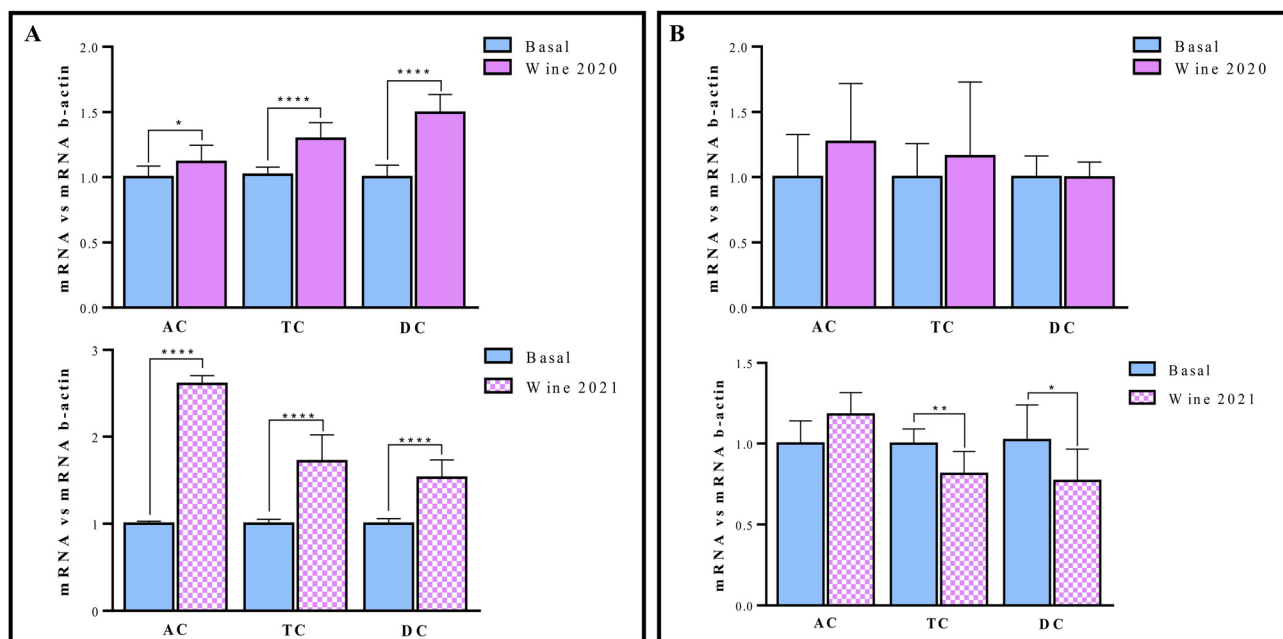 A
mRNA vs mRNA b-actin
2.0
1.5
1.0
0.5
0.0
*
****
****
AC
TC
DC
Basal
Wine 2020
mRNA vs mRNA b-actin
3
2
1
0
****
****
****
AC
TC
DC
Basal
Wine 2021
B
mRNA vs mRNA b-actin
2.0
1.5
1.0
0.5
0.0
AC
TC
DC
Basal
Wine 2020
mRNA vs mRNA b-actin
1.5
1.0
0.5
0.0
**
*
AC
TC
DC
Basal
Wine 2021